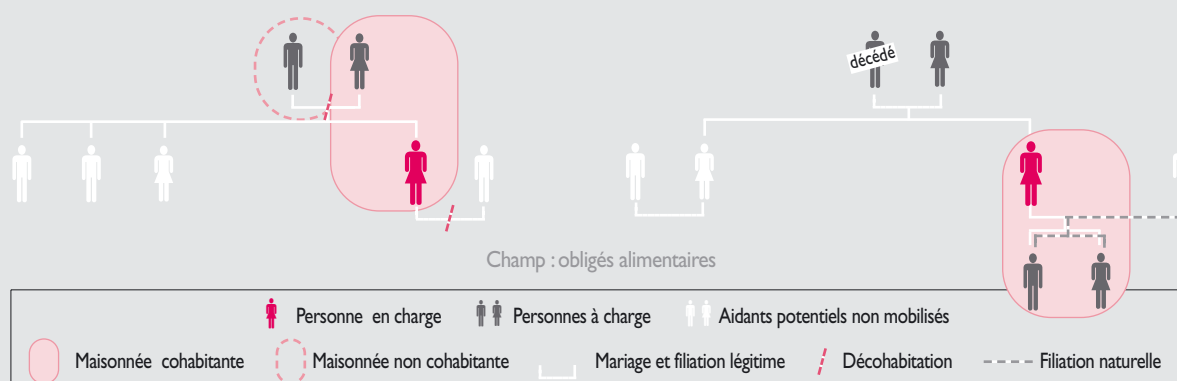 décédé
Champ : obligés alimentaires
Personne en charge
Personnes à charge
Aidants potentiels non mobilisés
Maisonnée cohabitante
Maisonnée non cohabitante
Mariage et filiation légitime
Décohabitation
Filiation naturelle